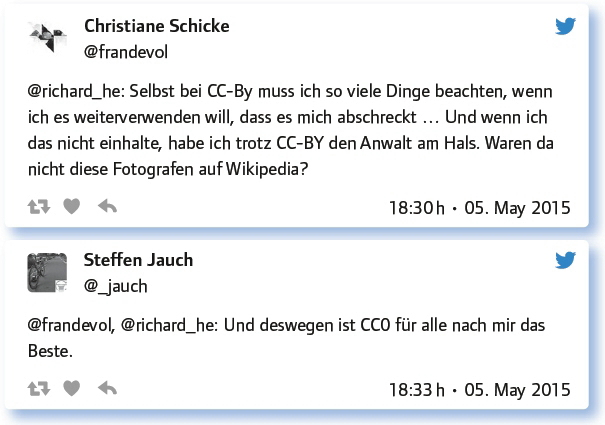 Christiane Schicke
@frandevol
@richard_he: Selbst bei CC-By muss ich so viele Dinge beachten, wenn
ich es weiterverwenden will, dass es mich abschreckt … Und wenn ich
das nicht einhalte, habe ich trotz CC-BY den Anwalt am Hals. Waren da
nicht diese Fotografen auf Wikipedia?
18:30 h · 05. May 2015
Steffen Jauch
@_jauch
@frandevol, @richard_he: Und deswegen ist CC0 für alle nach mir das
Beste.
18:33 h · 05. May 2015